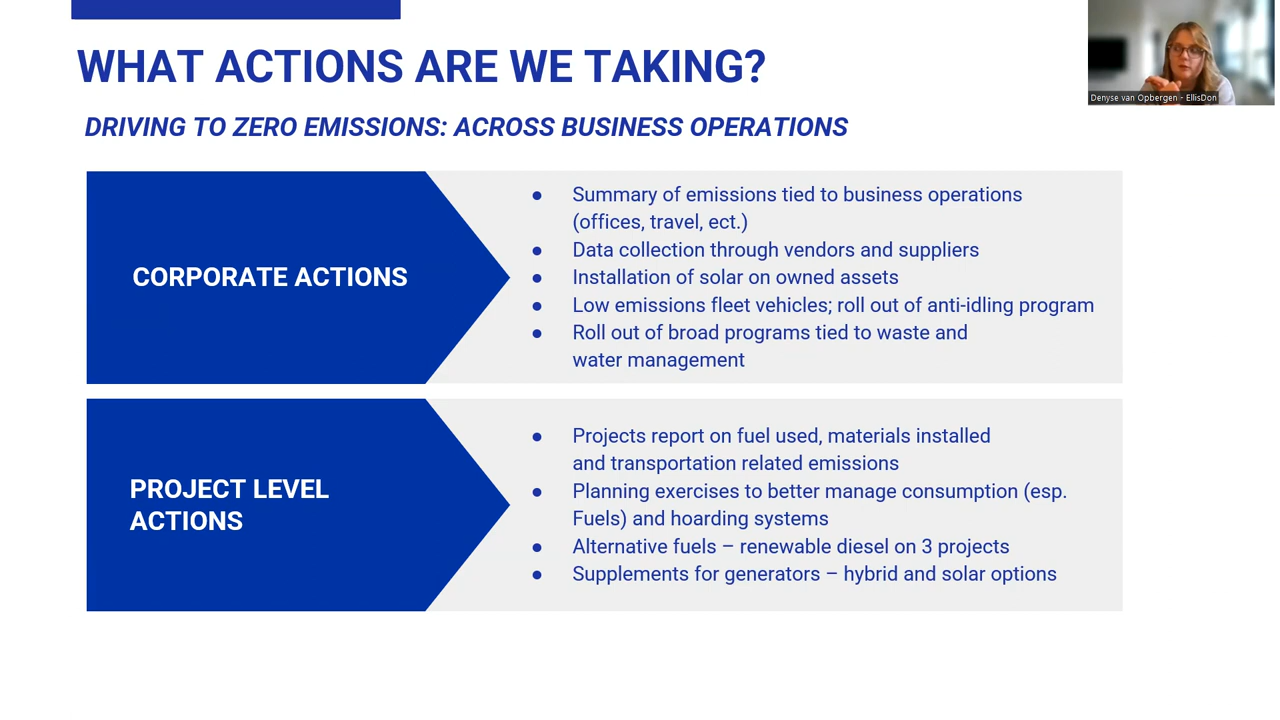 WHAT ACTIONS ARE WE TAKING?
Denyse van Opbergen - EllisDon
DRIVING TO ZERO EMISSIONS: ACROSS BUSINESS OPERATIONS
CORPORATE ACTIONS
● Summary of emissions tied to business operations
(offices, travel, ect.)
● Data collection through vendors and suppliers
● Installation of solar on owned assets
● Low emissions fleet vehicles; roll out of anti-idling program
● Roll out of broad programs tied to waste and
water management
PROJECT LEVEL
ACTIONS
● Projects report on fuel used, materials installed
and transportation related emissions
● Planning exercises to better manage consumption (esp.
Fuels) and hoarding systems
● Alternative fuels – renewable diesel on 3 projects
● Supplements for generators – hybrid and solar options